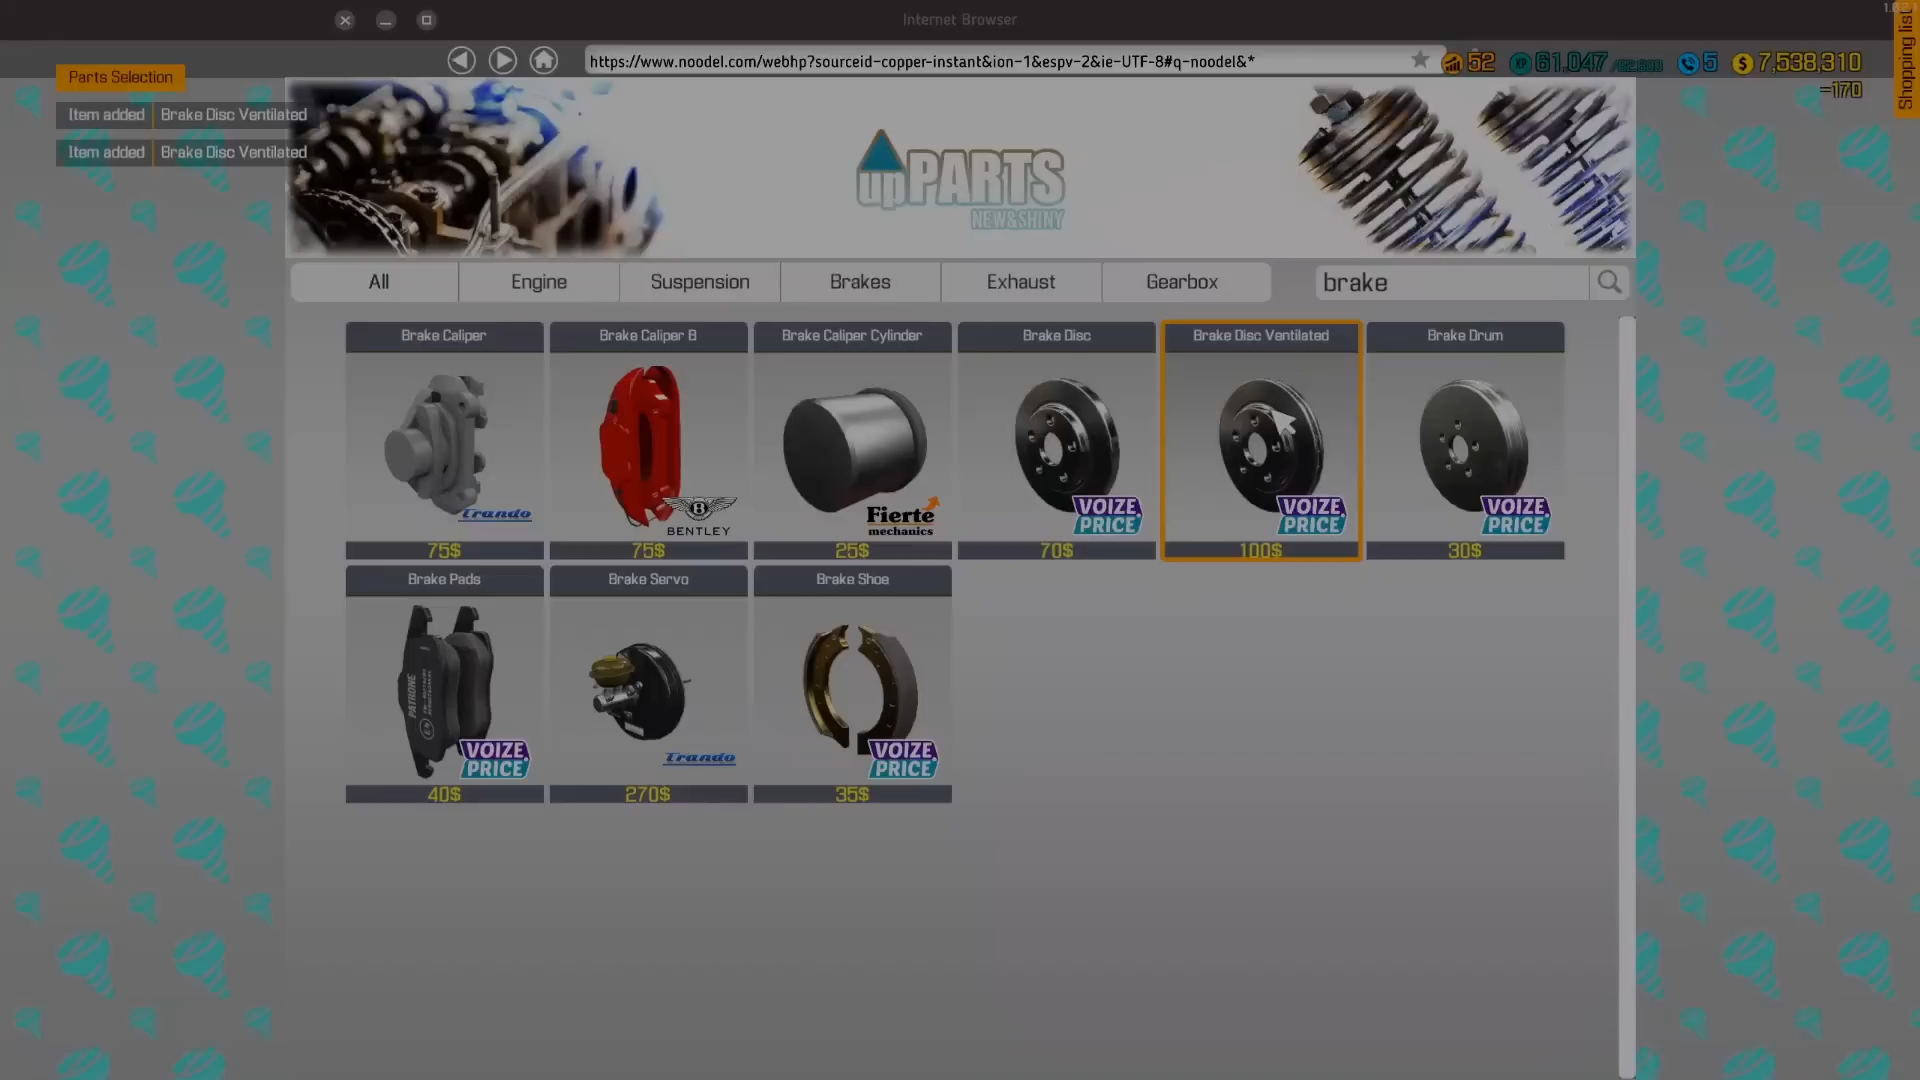 Internet Browser
https://www.noodel.com/webhp?sourceid-copper-instant&ion-1&espv-2&ie-UTF-8#q-noodel&*
52
XP 61,047
5
$ 7,538,310
-170
Shopping list
Parts Selection
Item added Brake Disc Ventilated
Item added Brake Disc Ventilated
upPARTS
NEW&SHINY
All Engine Suspension Brakes Exhaust Gearbox
brake
Brake Caliper Brake Caliper B Brake Caliper Cylinder Brake Disc Brake Disc Ventilated Brake Drum
Trando
B
BENTLEY
Fierte
mechanics
VOIZE
PRICE
VOIZE
PRICE
VOIZE
PRICE
75$ 75$ 25$ 70$ 100$ 30$
Brake Pads Brake Servo Brake Shoe
PATRONE
VOIZE
PRICE
Trando
VOIZE
PRICE
40$ 270$ 35$